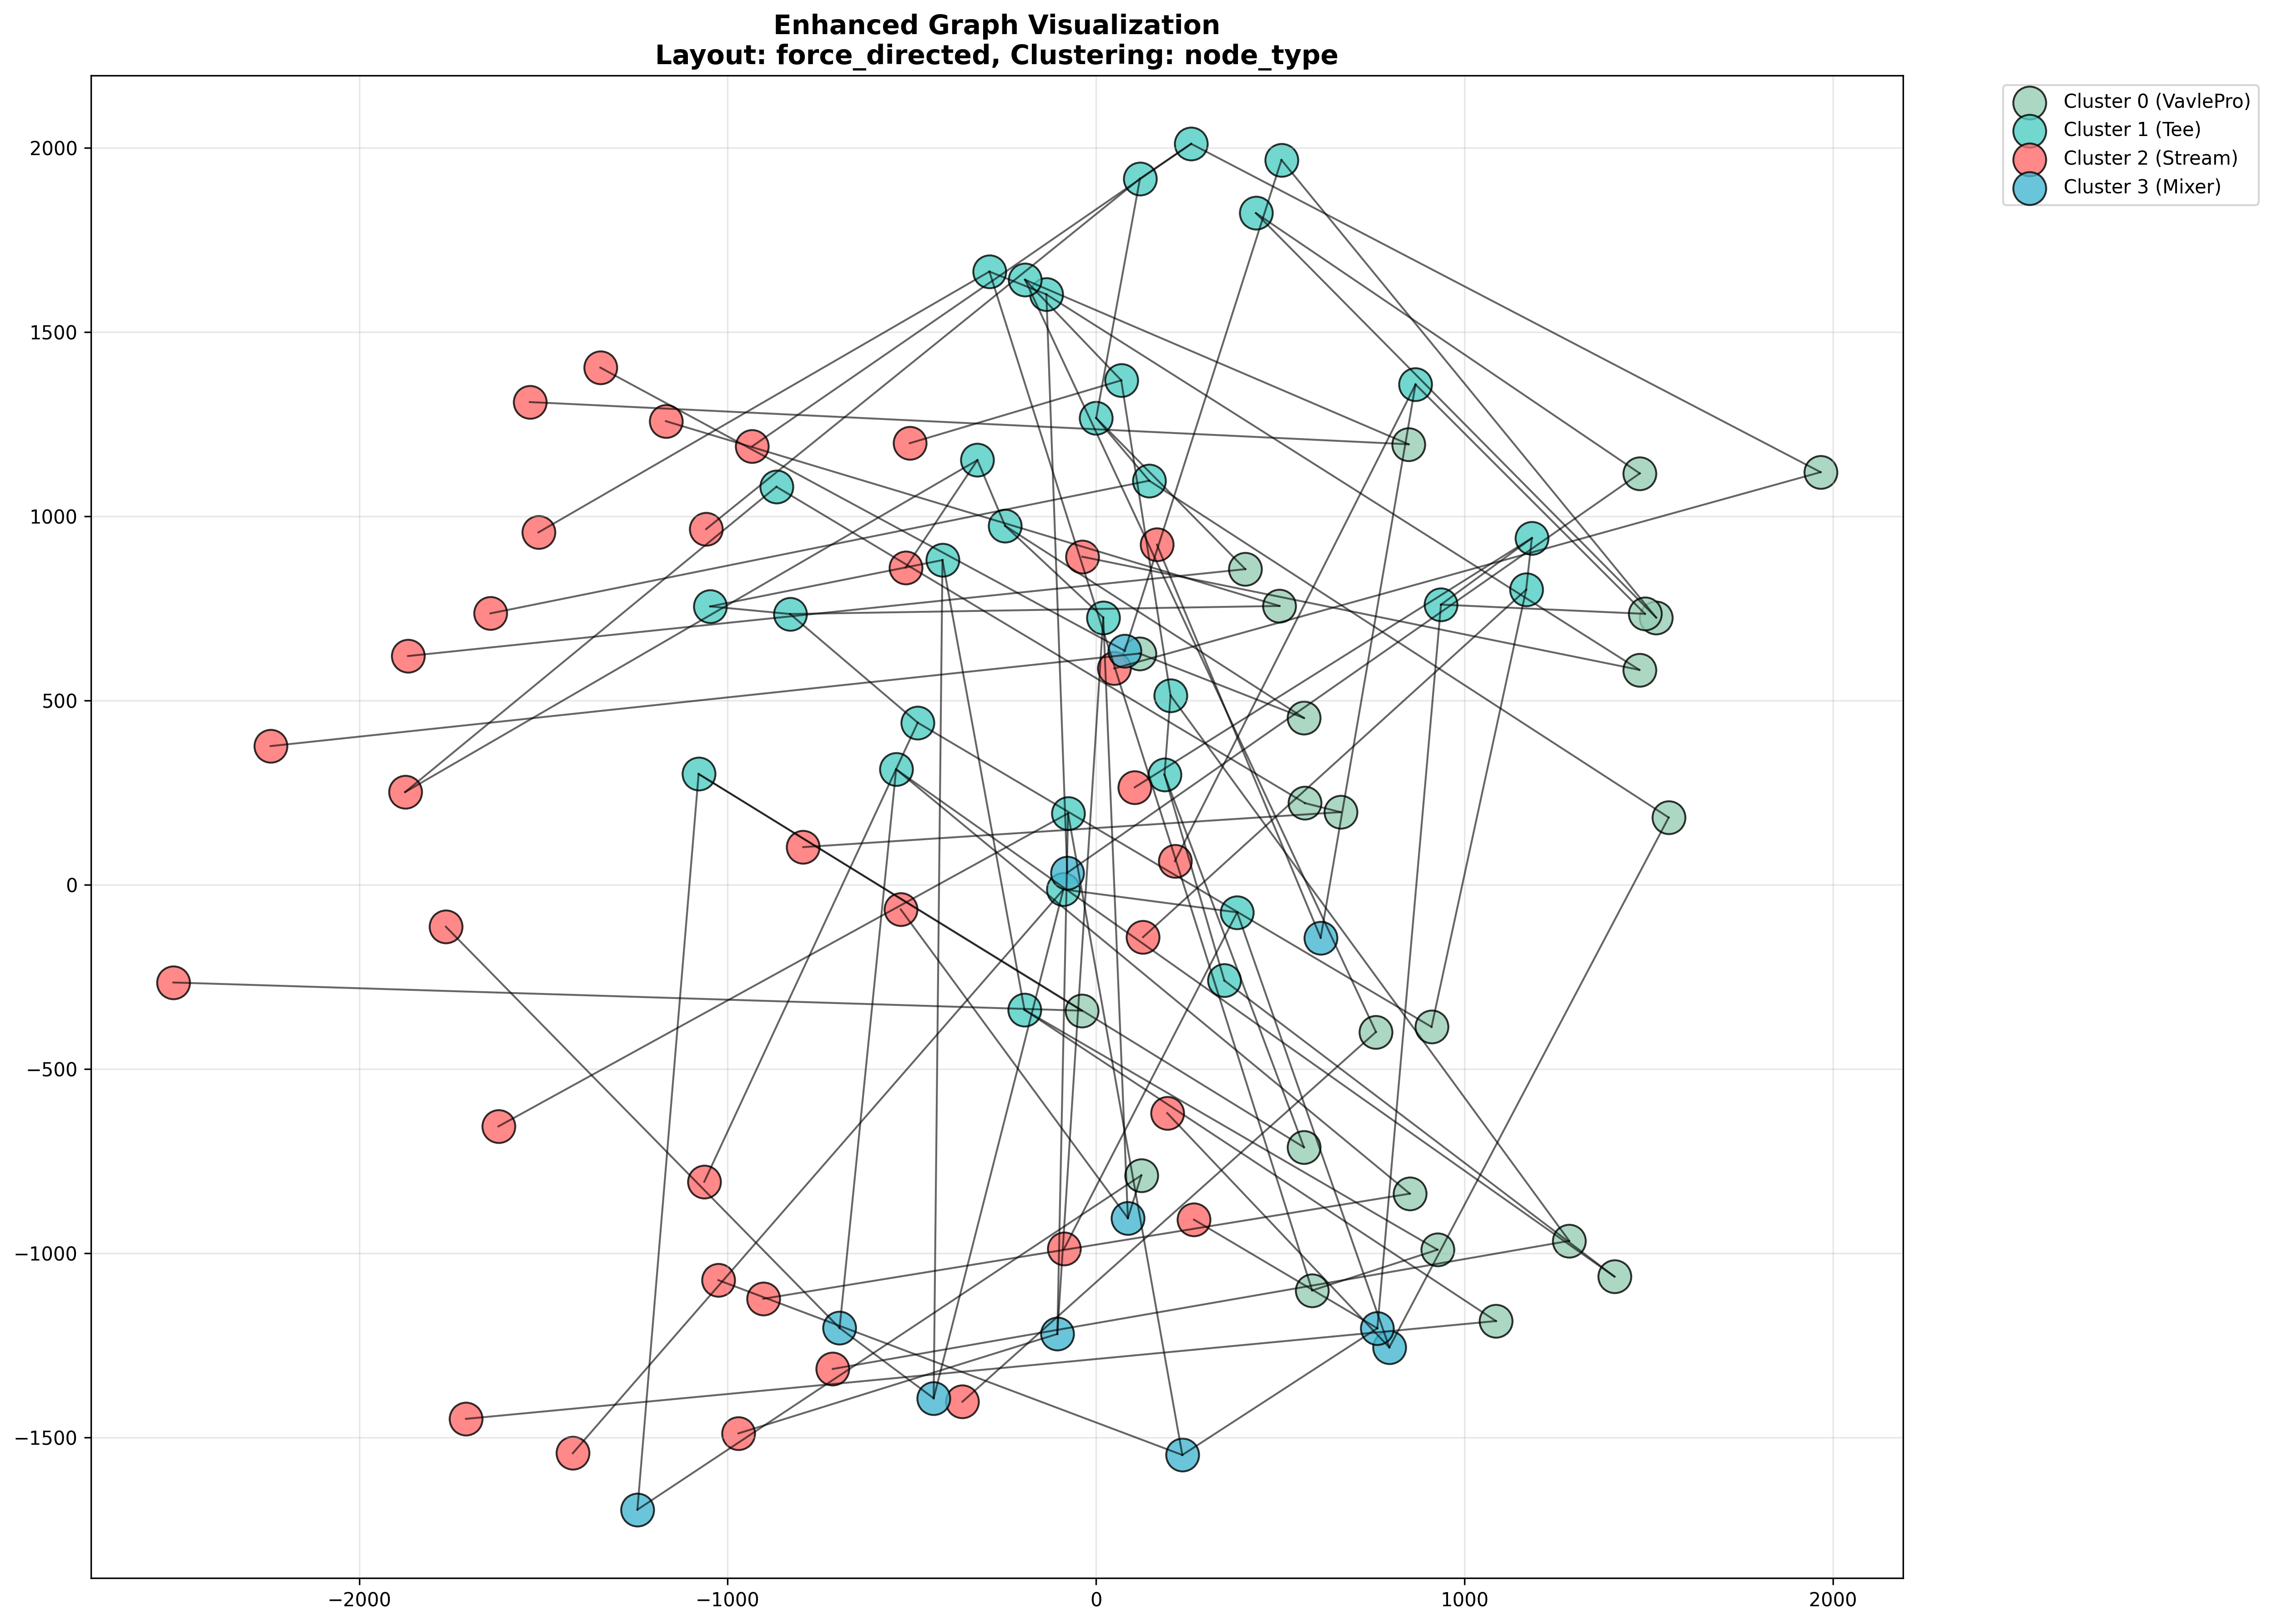 Enhanced Graph Visualization
Layout: force_directed, Clustering: node_type
Cluster 0 (VavlePro)
Cluster 1 (Tee)
Cluster 2 (Stream)
Cluster 3 (Mixer)
2000
1500
1000
500
0
−500
−1000
−1500
−2000
−1000
0
1000
2000